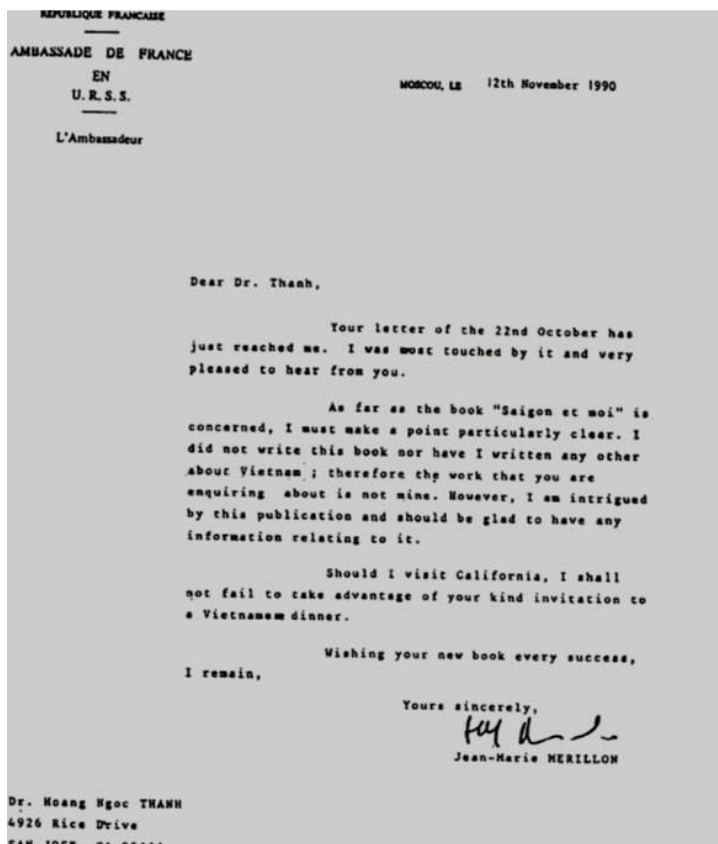 REPUBLIQUE FRANCAISE
AMBASSADE DE FRANCE
EN
U. R. S. S.
L'Ambassadeur
MOSCOU, LE 12th November 1990
Dear Dr. Thanh,
Your letter of the 22nd October has
just reached me. I was most touched by it and very
pleased to hear from you.
As far as the book "Saigon et moi" is
concerned, I must make a point particularly clear. I
did not write this book nor have I written any other
about Vietnam ; therefore the work that you are
enquiring about is not mine. However, I am intrigued
by this publication and should be glad to have any
information relating to it.
Should I visit California, I shall
not fail to take advantage of your kind invitation to
a Vietnamese dinner.
Wishing your new book every success,
I remain,
Yours sincerely,
Jean-Marie MERILLON
Dr. Hoang Ngoc THANH
4926 Rice Drive
SAN JOSE, CA